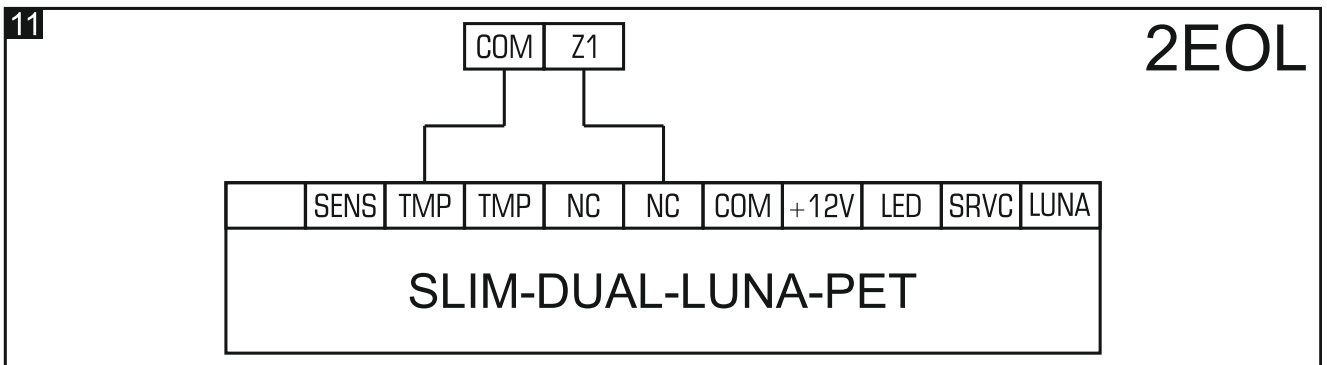 11
2EOL
COM Z1
SENS TMP TMP NC NC COM +12V LED SRVC LUNA
SLIM-DUAL-LUNA-PET